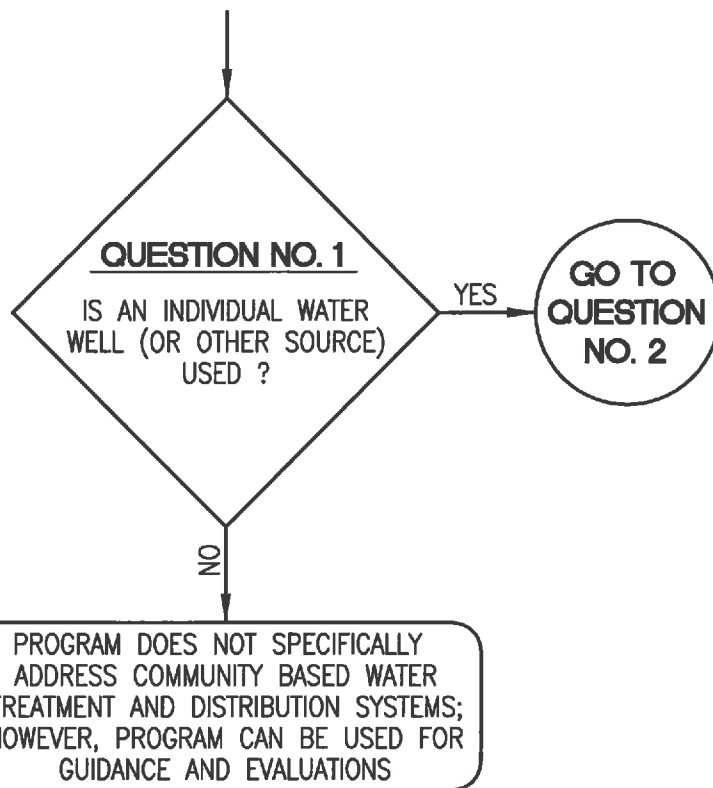 QUESTION NO. 1
IS AN INDIVIDUAL WATER
WELL (OR OTHER SOURCE)
USED ?
YES
GO TO
QUESTION
NO. 2
NO
PROGRAM DOES NOT SPECIFICALLY
ADDRESS COMMUNITY BASED WATER
TREATMENT AND DISTRIBUTION SYSTEMS;
HOWEVER, PROGRAM CAN BE USED FOR
GUIDANCE AND EVALUATIONS